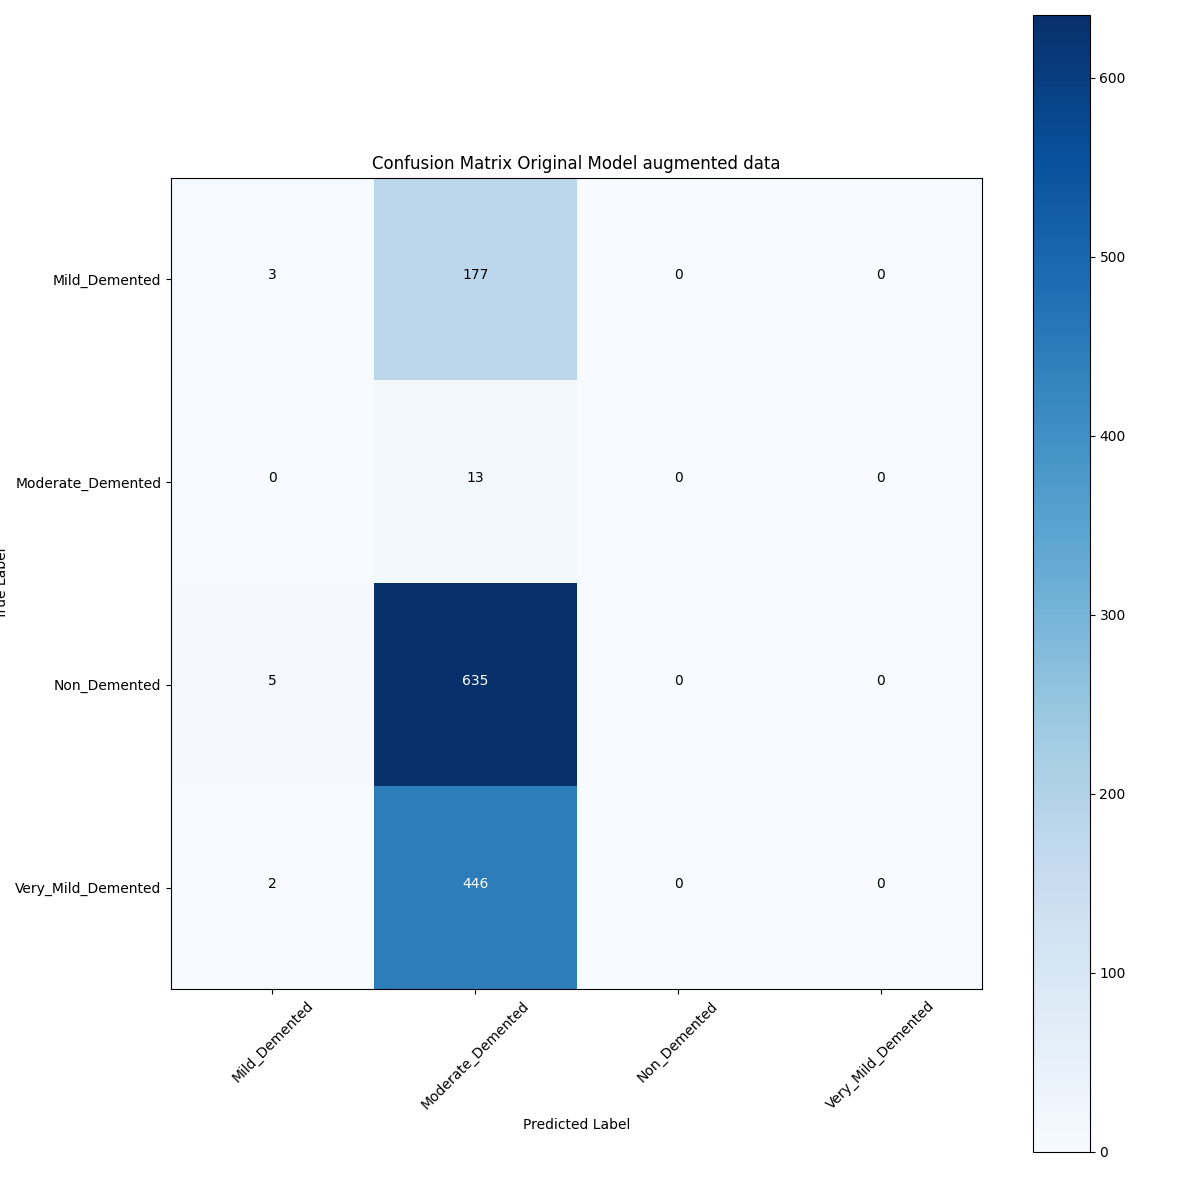 Confusion Matrix Original Model augmented data
Mild_Demented 3 177 0 0
Moderate_Demented 0 13 0 0
Non_Demented 5 635 0 0
Very_Mild_Demented 2 446 0 0
Mild_Demented Moderate_Demented Non_Demented Very_Mild_Demented
Predicted Label
600
500
400
300
200
100
0